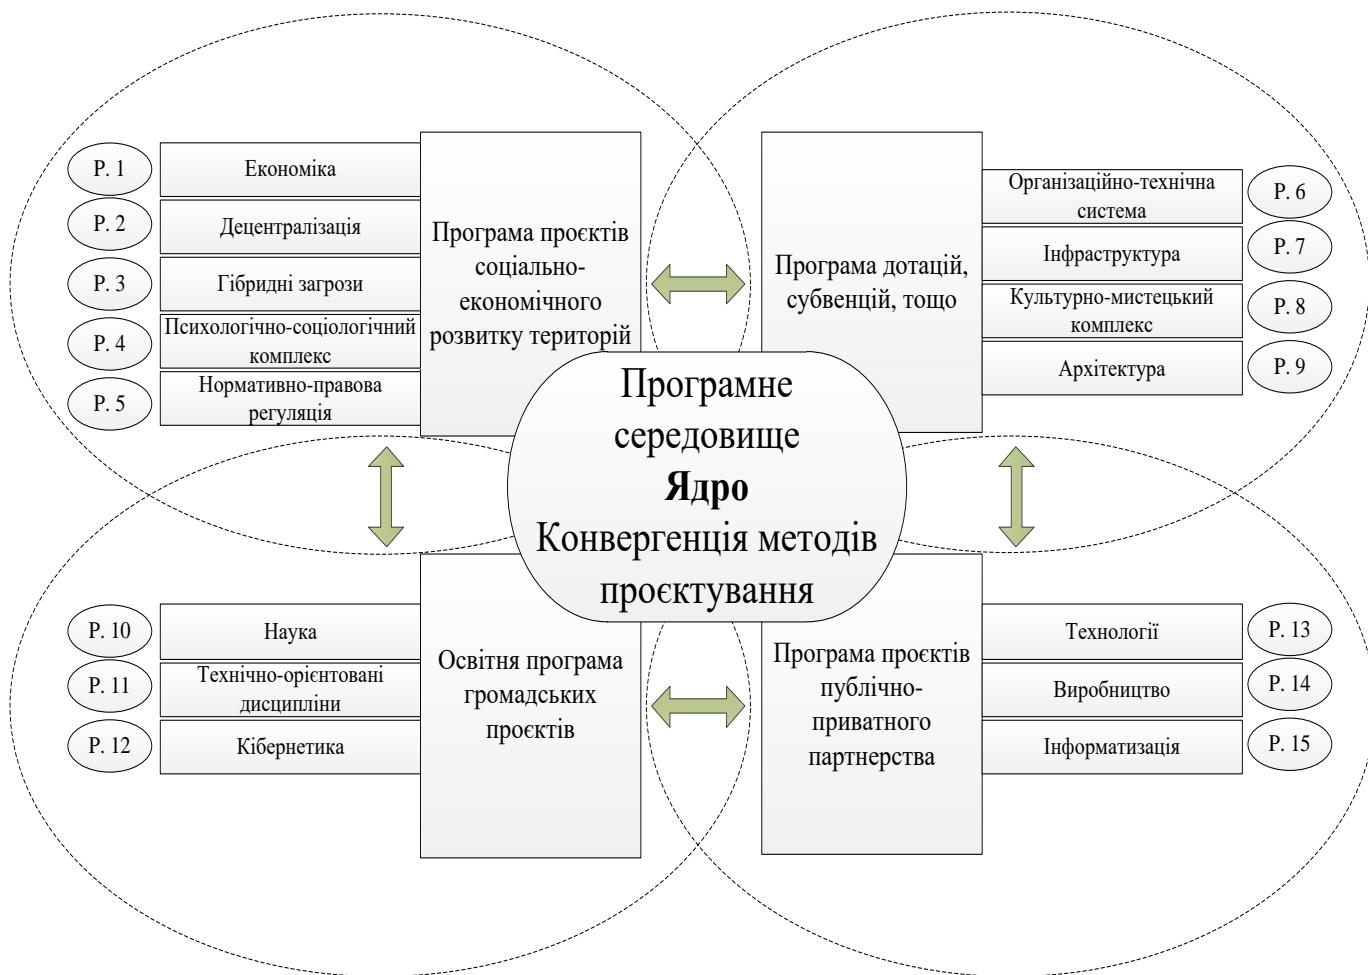 Р. 1
Економіка
Р. 2
Децентралізація
Р. 3
Гібридні загрози
Р. 4
Психологічно-соціологічний
комплекс
Р. 5
Нормативно-правова
регуляція
Програма проєктів
соціально-
економічного
розвитку територій
Програма дотацій,
субвенцій, тощо
Організаційно-технічна
система
Р. 6
Інфраструктура
Р. 7
Культурно-мистецький
комплекс
Р. 8
Архітектура
Р. 9
Програмне
середовище
Ядро
Конвергенція методів
проєктування
Р. 10
Наука
Р. 11
Технічно-орієнтовані
дисципліни
Р. 12
Кібернетика
Освітня програма
громадських
проєктів
Програма проєктів
публічно-
приватного
партнерства
Технології
Р. 13
Виробництво
Р. 14
Інформатизація
Р. 15